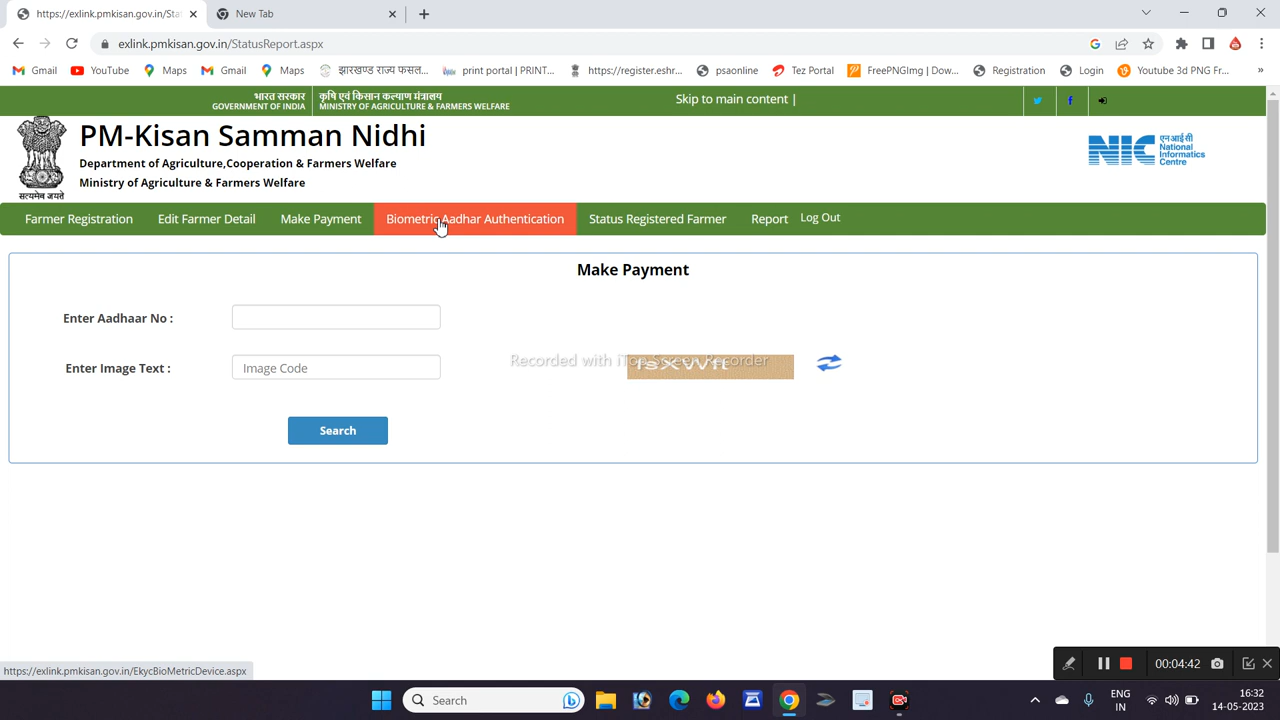 https://exlink.pmkisan.gov.in/Sta
New Tab
exlink.pmkisan.gov.in/StatusReport.aspx
Gmail
YouTube
Maps
Gmail
Maps
झारखण्ड राज्य फसल...
print portal | PRINT...
https://register.eshr...
psaonline
Tez Portal
FreePNGImg | Dow...
Registration
Login
Youtube 3d PNG Fr...
»
भारत सरकार
GOVERNMENT OF INDIA
कृषि एवं किसान कल्याण मंत्रालय
MINISTRY OF AGRICULTURE & FARMERS WELFARE
Skip to main content |
PM-Kisan Samman Nidhi
Department of Agriculture,Cooperation & Farmers Welfare
Ministry of Agriculture & Farmers Welfare
सत्यमेव जयते
NIC
एनआईसी
National
Informatics
Centre
Farmer Registration
Edit Farmer Detail
Make Payment
Biometric Aadhar Authentication
Status Registered Farmer
Report
Log Out
Make Payment
Enter Aadhaar No :
Enter Image Text :
Image Code
Recorded with iTop Screen Recorder
Search
https://exlink.pmkisan.gov.in/EkycBioMetricDevice.aspx
00:04:42
Search
ENG
IN
16:32
14-05-2023